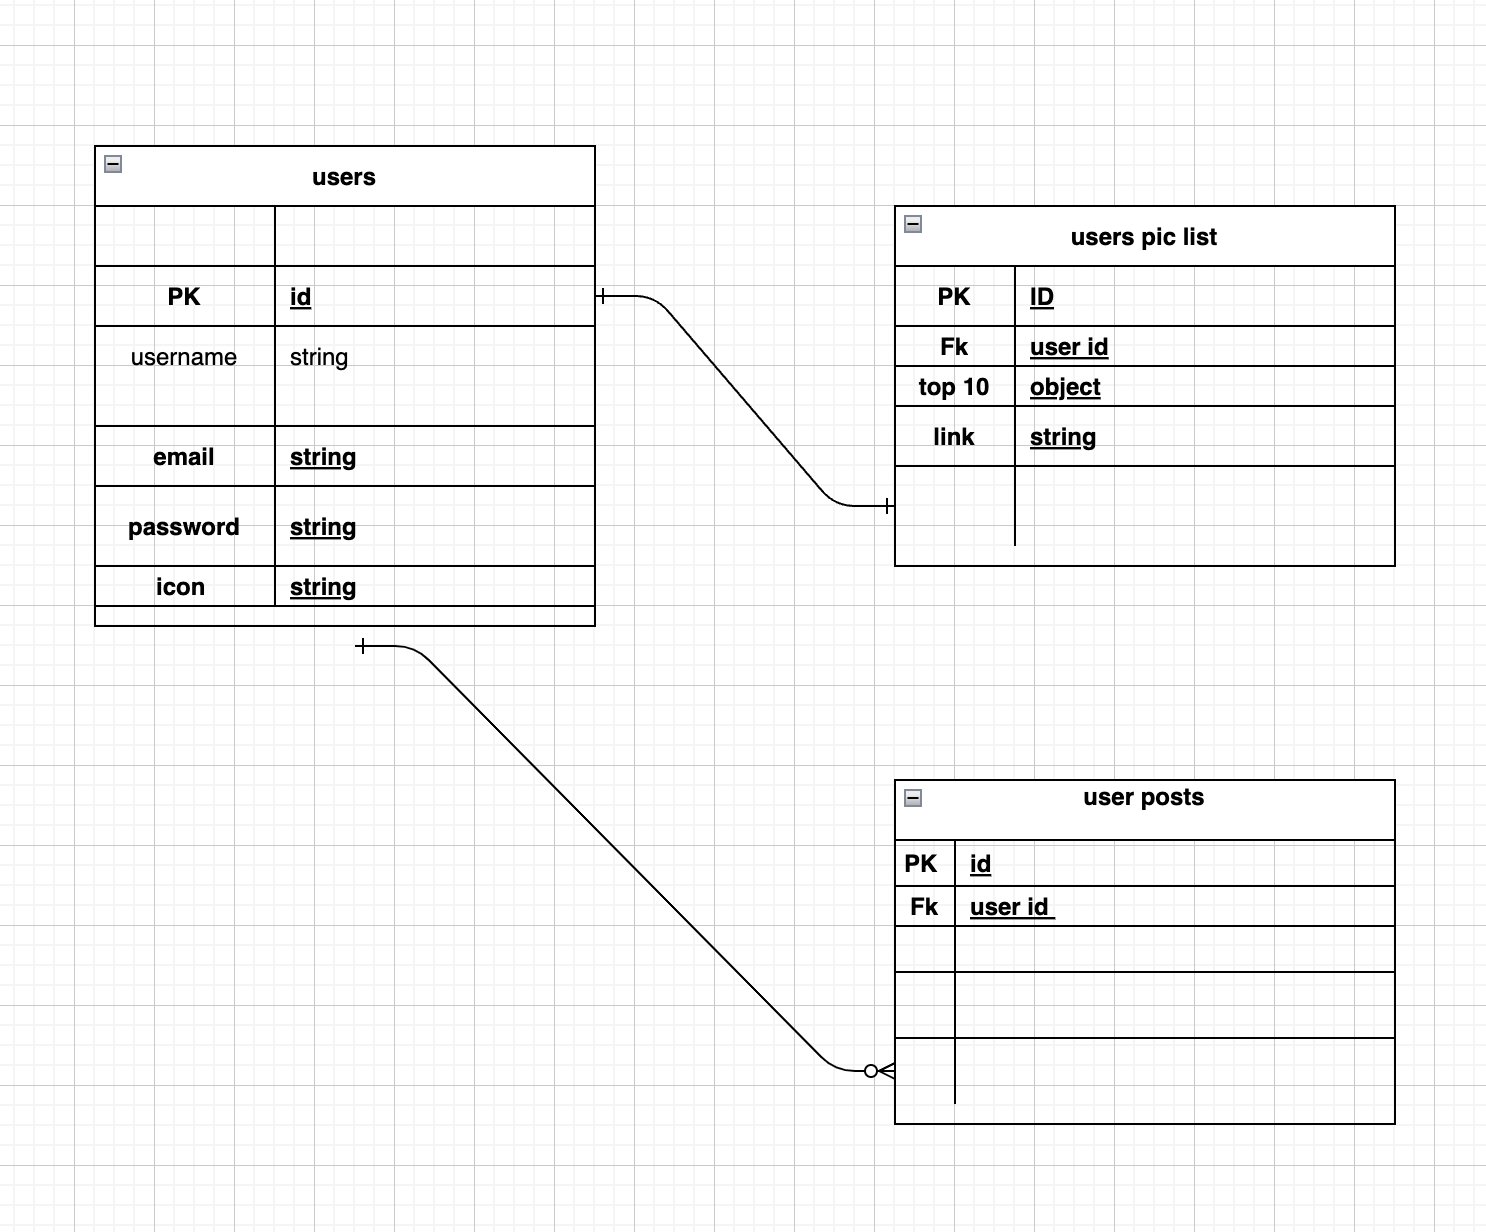 users
PK id
username string
email string
password string
icon string
users pic list
PK ID
Fk user id
top 10 object
link string
user posts
PK id
Fk user id